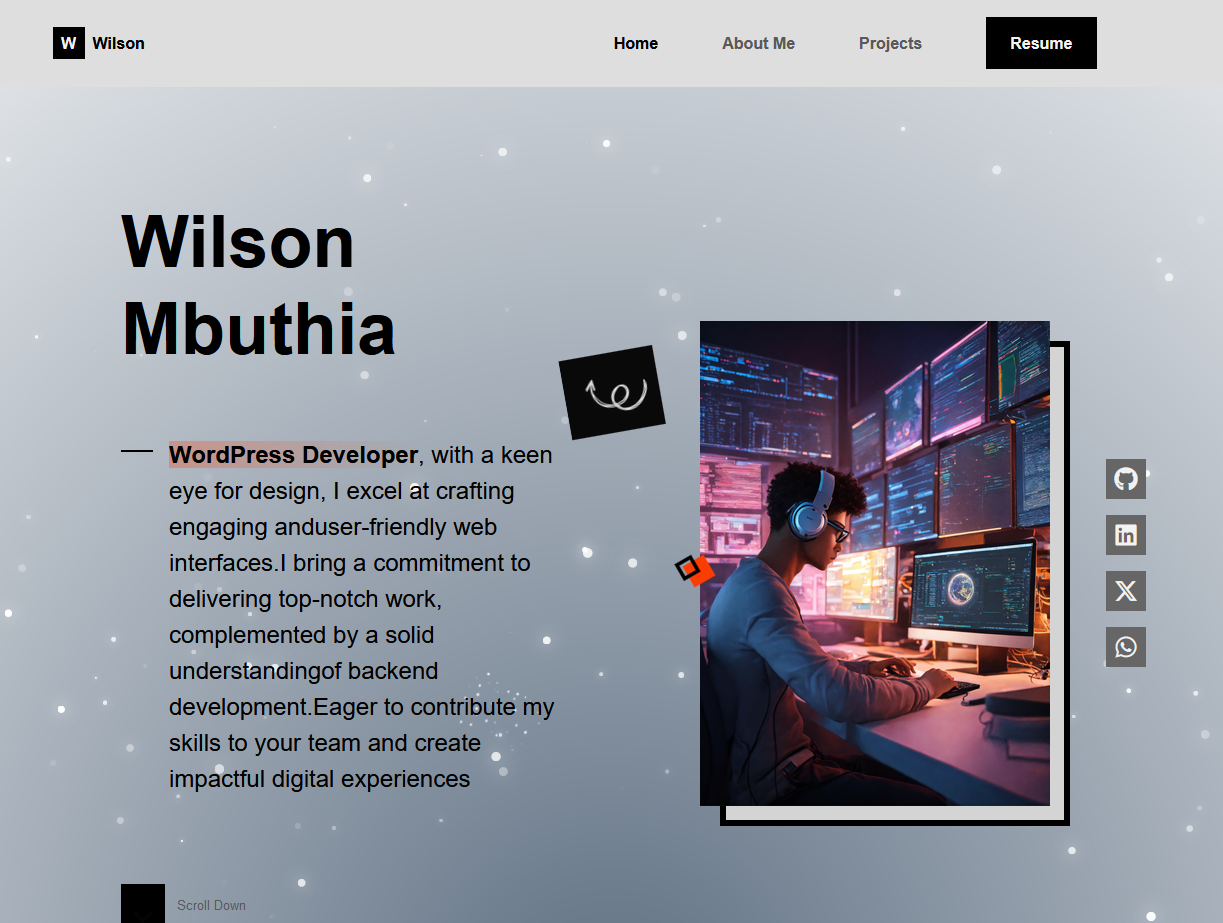 W Wilson
Home About Me Projects Resume
Wilson
Mbuthia
WordPress Developer, with a keen
eye for design, I excel at crafting
engaging anduser-friendly web
interfaces.I bring a commitment to
delivering top-notch work,
complemented by a solid
understandingof backend
development.Eager to contribute my
skills to your team and create
impactful digital experiences
in
X
Scroll Down